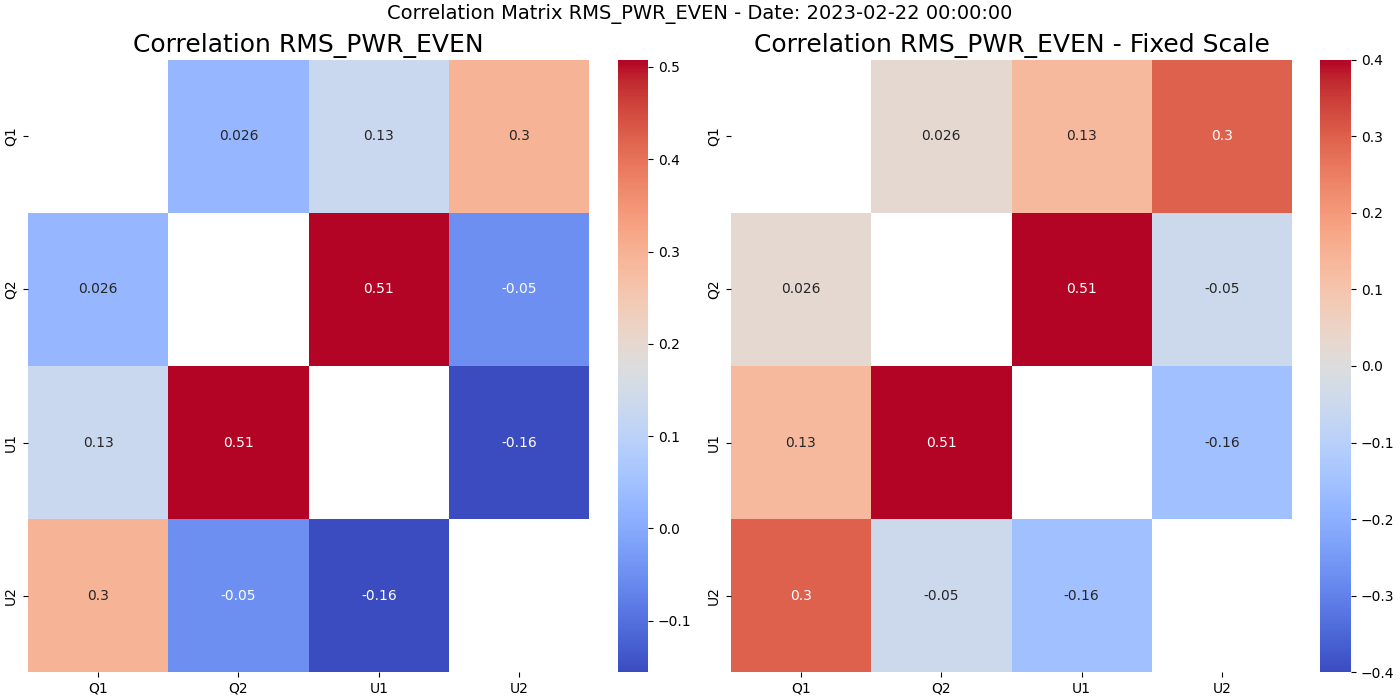 Correlation Matrix RMS_PWR_EVEN - Date: 2023-02-22 00:00:00
Correlation RMS_PWR_EVEN
Q1
0.026
0.13
0.3
Q2
0.026
0.51
-0.05
U1
0.13
0.51
-0.16
U2
0.3
-0.05
-0.16
Q1
Q2
U1
U2
0.5
0.4
0.3
0.2
0.1
0.0
−0.1
Correlation RMS_PWR_EVEN - Fixed Scale
Q1
0.026
0.13
0.3
Q2
0.026
0.51
-0.05
U1
0.13
0.51
-0.16
U2
0.3
-0.05
-0.16
Q1
Q2
U1
U2
0.4
0.3
0.2
0.1
0.0
−0.1
−0.2
−0.3
−0.4